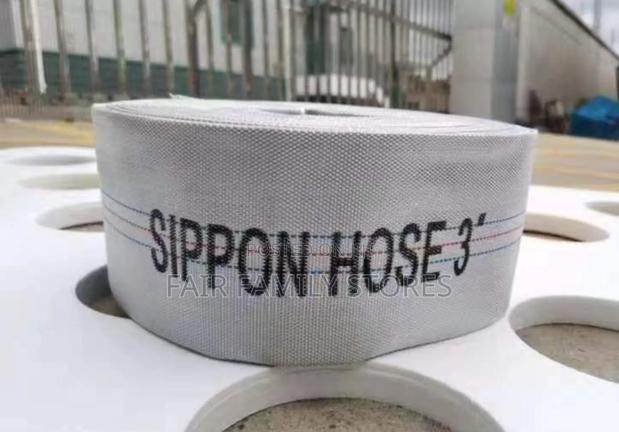 SIPPON HOSE 3"
FAIR FAMILY STORES